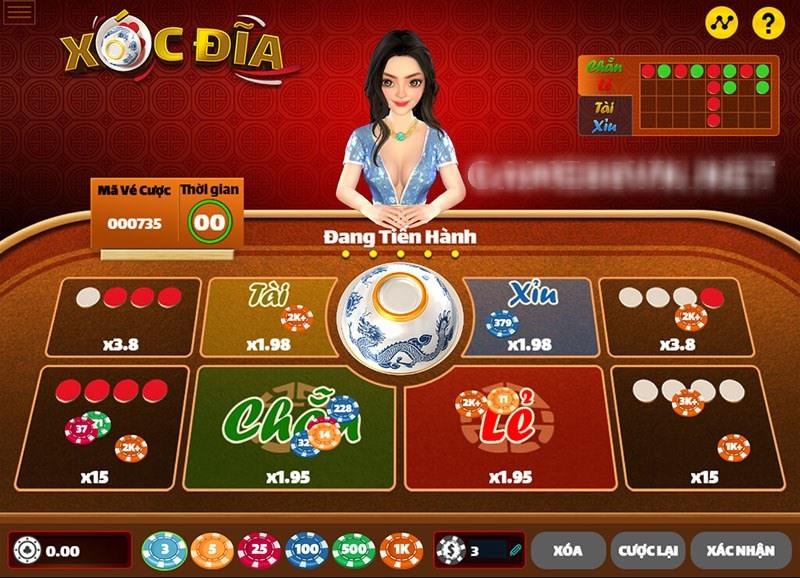 XÓC ĐĨA
?
Chẵn
Lẻ
Tài
Xỉu
Mã Vé Cược
Thời gian
000735
00
Đang Tiến Hành
x3.8
Tài
2K+
x1.98
Xỉu
379
x1.98
2K+
x3.8
37
21
2K+
x15
Chẵn
228
14
32
x1.95
Lẻ
2K+
11
2
x1.95
3K+
1K+
x15
0.00
3
5
25
100
500
1K
3
XÓA
CƯỢC LẠI
XÁC NHẬN